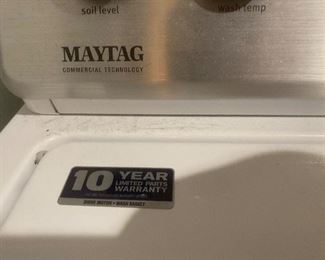 soil level
wash temp
MAYTAG
COMMERCIAL TECHNOLOGY
10 YEAR
LIMITED PARTS
WARRANTY
DRIVE MOTOR • WASH BASKET